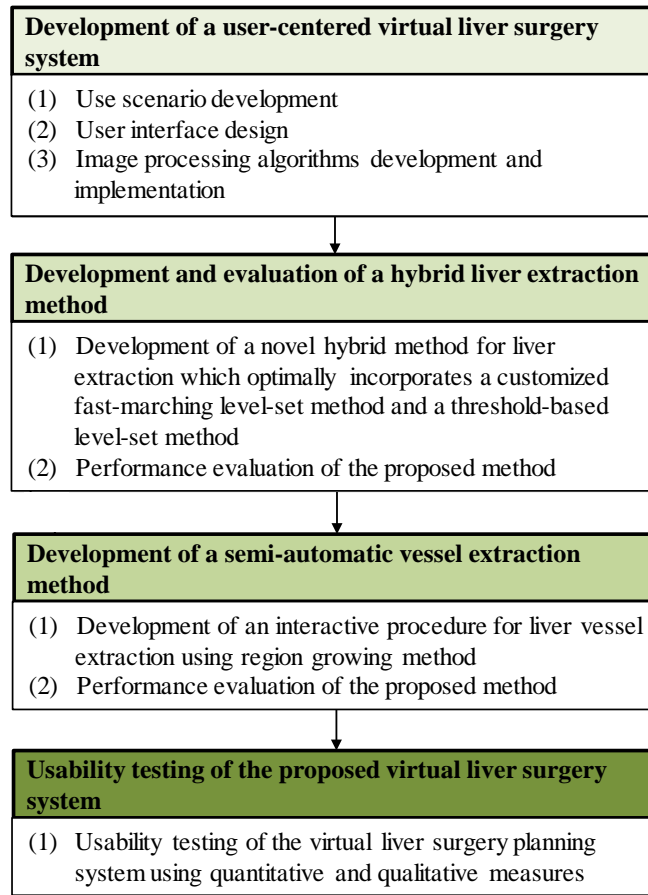 Development of a user-centered virtual liver surgery
system
(1) Use scenario development
(2) User interface design
(3) Image processing algorithms development and
implementation
Development and evaluation of a hybrid liver extraction
method
(1) Development of a novel hybrid method for liver
extraction which optimally incorporates a customized
fast-marching level-set method and a threshold-based
level-set method
(2) Performance evaluation of the proposed method
Development of a semi-automatic vessel extraction
method
(1) Development of an interactive procedure for liver vessel
extraction using region growing method
(2) Performance evaluation of the proposed method
Usability testing of the proposed virtual liver surgery
system
(1) Usability testing of the virtual liver surgery planning
system using quantitative and qualitative measures